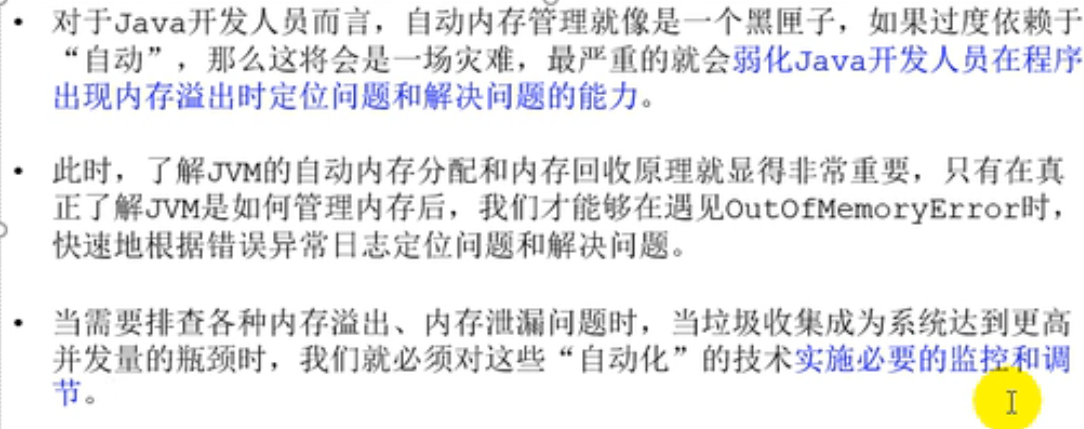 • 对于Java开发人员而言，自动内存管理就像是一个黑匣子，如果过度依赖于
“自动”，那么这将会是一场灾难，最严重的就会弱化Java开发人员在程序
出现内存溢出时定位问题和解决问题的能力。
• 此时，了解JVM的自动内存分配和内存回收原理就显得非常重要，只有在真
正了解JVM是如何管理内存后，我们才能够在遇见OutOfMemoryError时，
快速地根据错误异常日志定位问题和解决问题。
• 当需要排查各种内存溢出、内存泄漏问题时，当垃圾收集成为系统达到更高
并发量的瓶颈时，我们就必须对这些“自动化”的技术实施必要的监控和调
节。